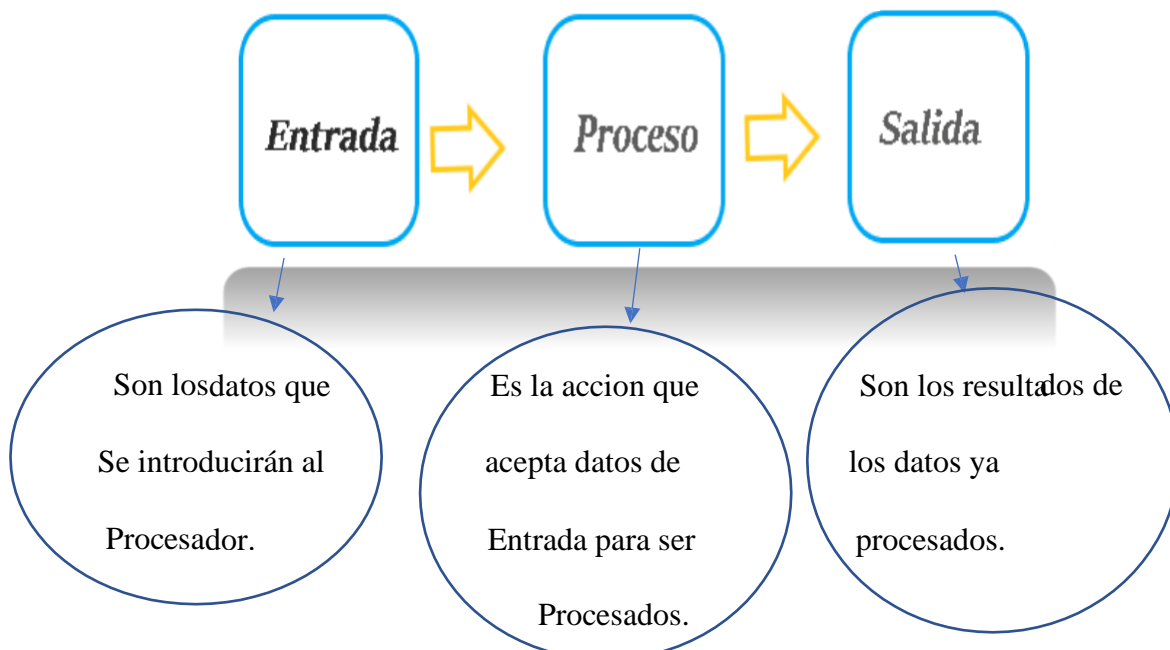 Entrada
Proceso
Salida
Son losdatos que
Se introducirán al
Procesador.
Es la accion que
acepta datos de
Entrada para ser
Procesados.
Son los resultados de
los datos ya
procesados.